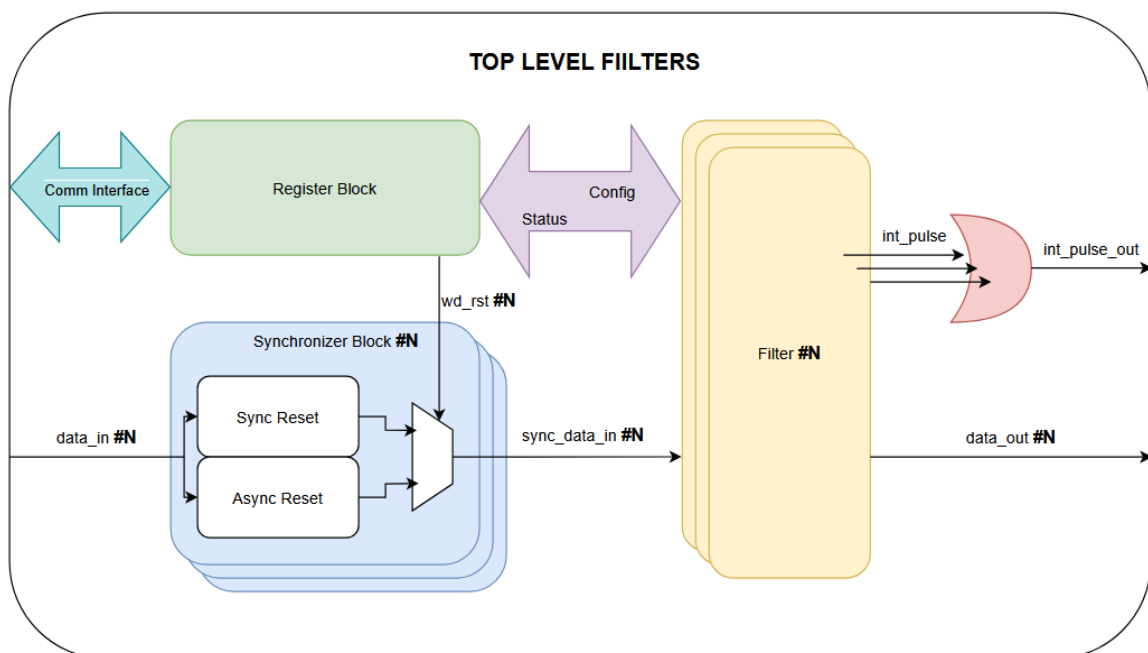 TOP LEVEL FIILTERS
Comm Interface
Register Block
Config
Status
int_pulse
int_pulse_out
wd_rst #N
Synchronizer Block #N
Filter #N
Sync Reset
data_in #N
sync_data_in #N
data_out #N
Async Reset